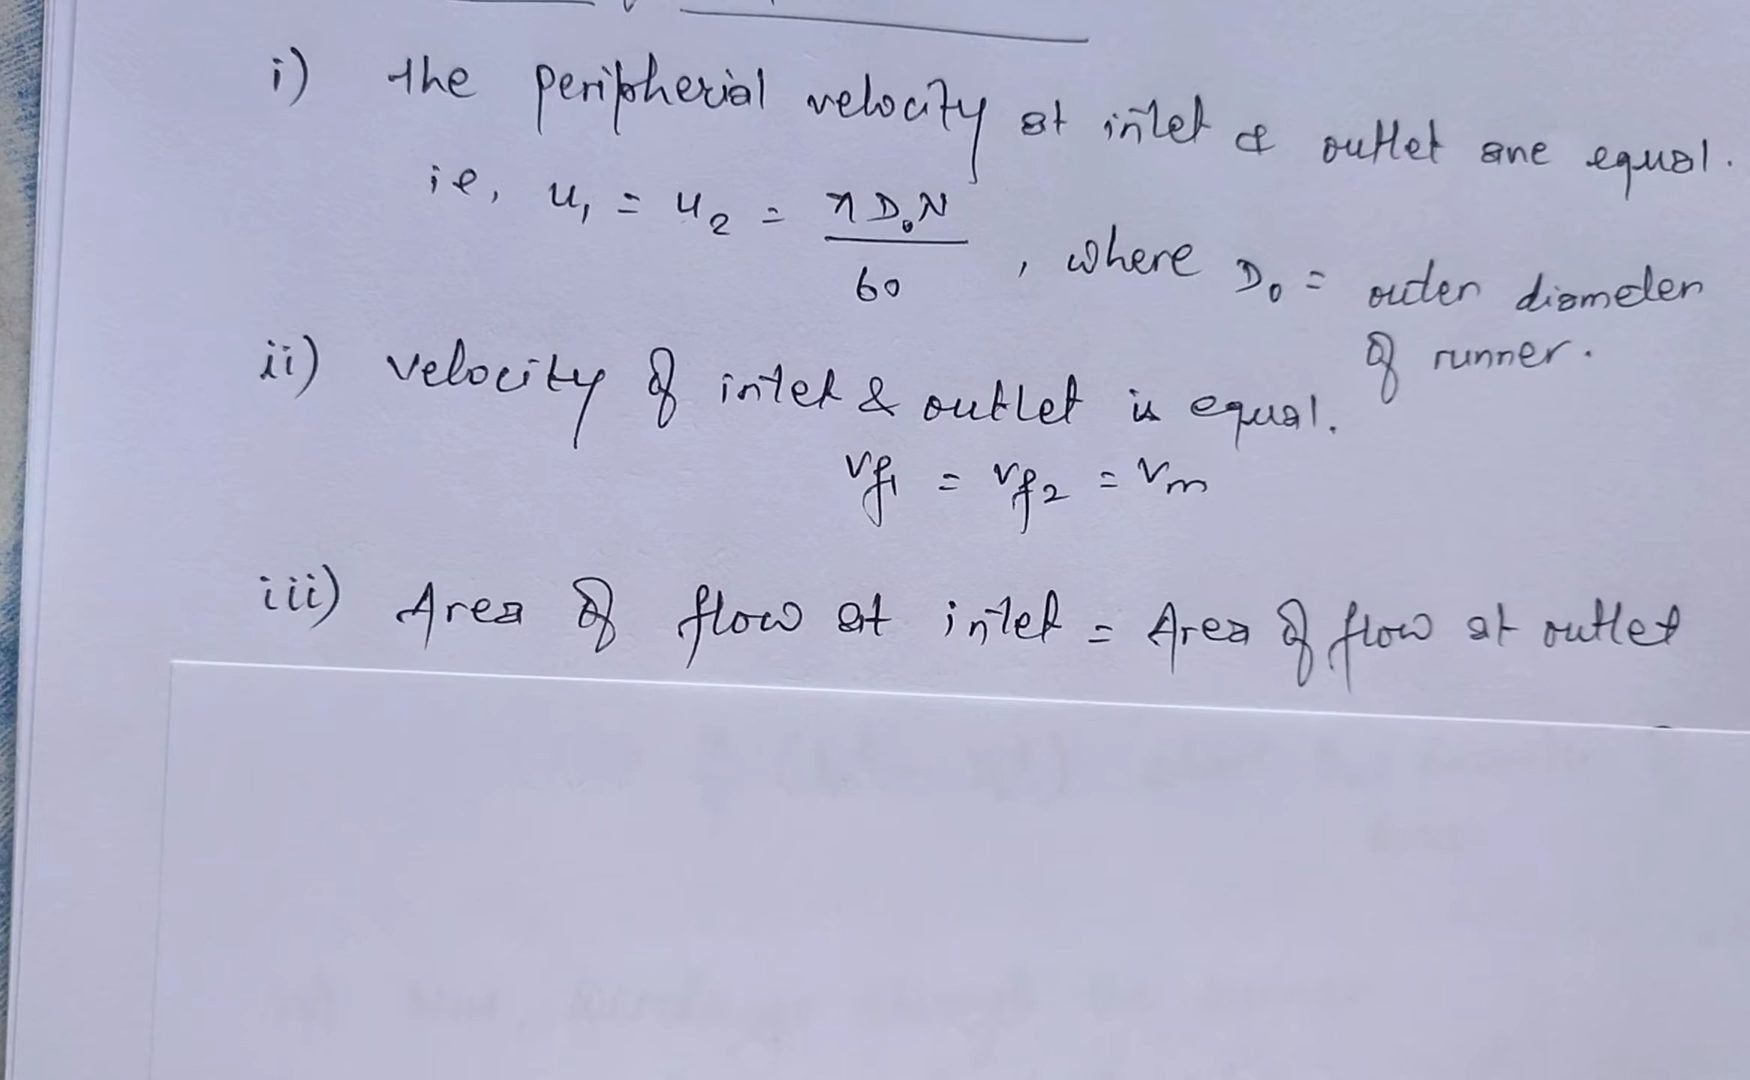 i) the peripherial velocity at inlet & outlet are equal.
ie, u₁ = u₂ = πD₀N / 60 , where D₀ = outer diameter
of runner.
ii) velocity of inlet & outlet is equal.
vf₁ = vf₂ = vm
iii) Area of flow at inlet = Area of flow at outlet